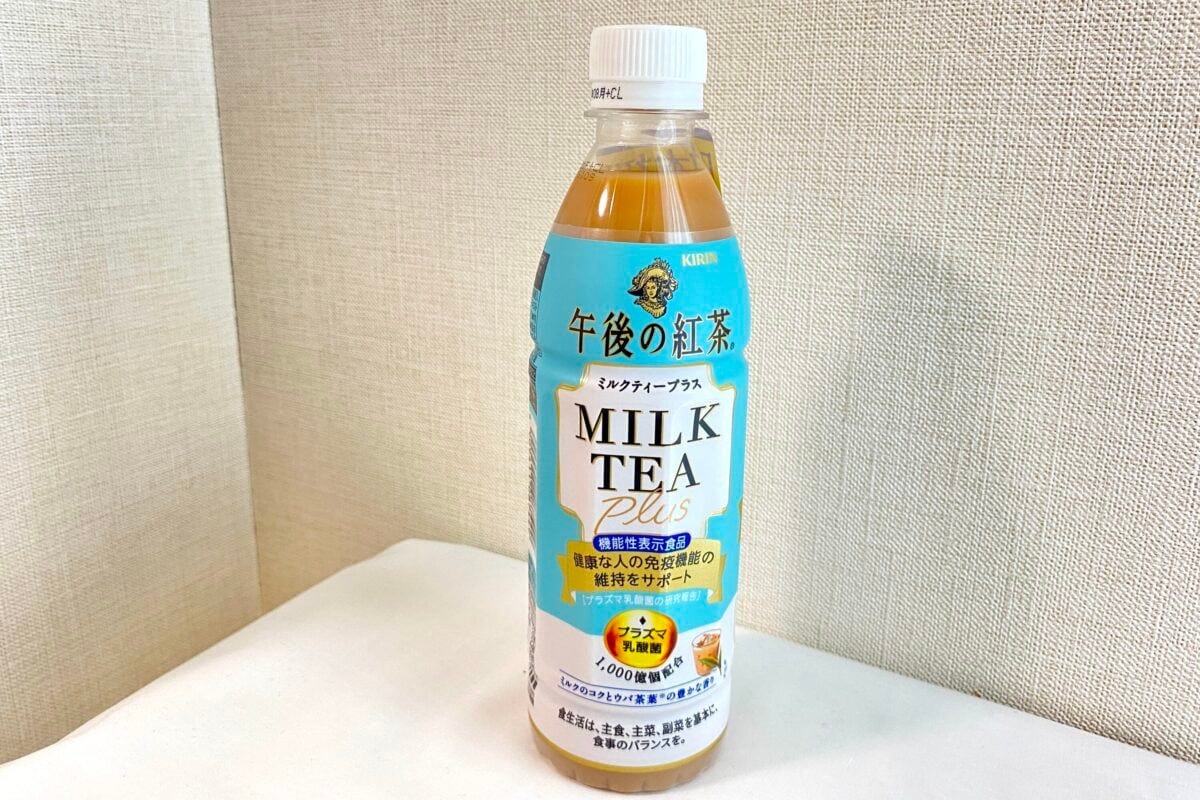 08月+CL
KIRIN
午後の紅茶
ミルクティープラス
MILK
TEA
Plus
機能性表示食品
健康な人の免疫機能の
維持をサポート
[プラズマ乳酸菌の研究報告]
プラズマ
乳酸菌
1,000億個配合
ミルクのコクとウバ茶葉※の豊かな香り
食生活は、主食、主菜、副菜を基本に、
食事のバランスを。